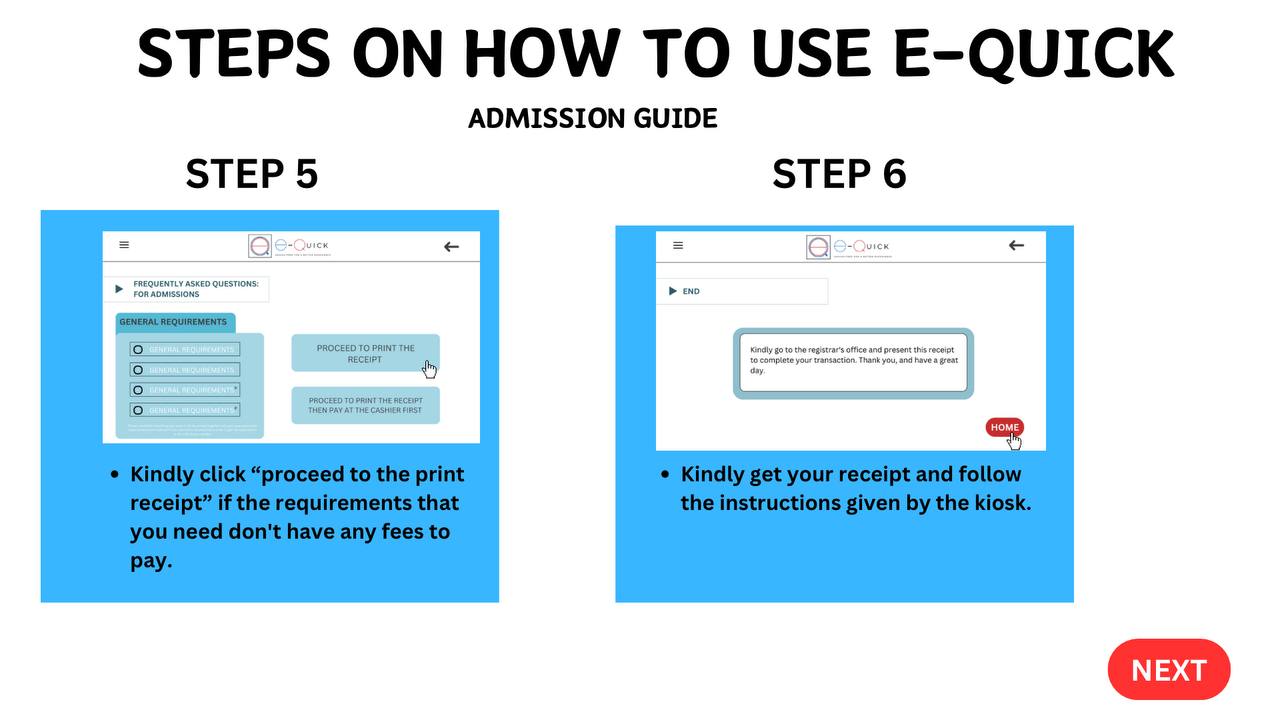 STEPS ON HOW TO USE E-QUICK
ADMISSION GUIDE
STEP 5
E-QUICK
FREQUENTLY ASKED QUESTIONS:
FOR ADMISSIONS
GENERAL REQUIREMENTS
GENERAL REQUIREMENTS
GENERAL REQUIREMENTS
GENERAL REQUIREMENTS*
GENERAL REQUIREMENTS*
PROCEED TO PRINT THE
RECEIPT
PROCEED TO PRINT THE RECEIPT
THEN PAY AT THE CASHIER FIRST
• Kindly click “proceed to the print
receipt” if the requirements that
you need don't have any fees to
pay.
STEP 6
E-QUICK
END
Kindly go to the registrar's office and present this receipt
to complete your transaction. Thank you, and have a great
day.
HOME
• Kindly get your receipt and follow
the instructions given by the kiosk.
NEXT